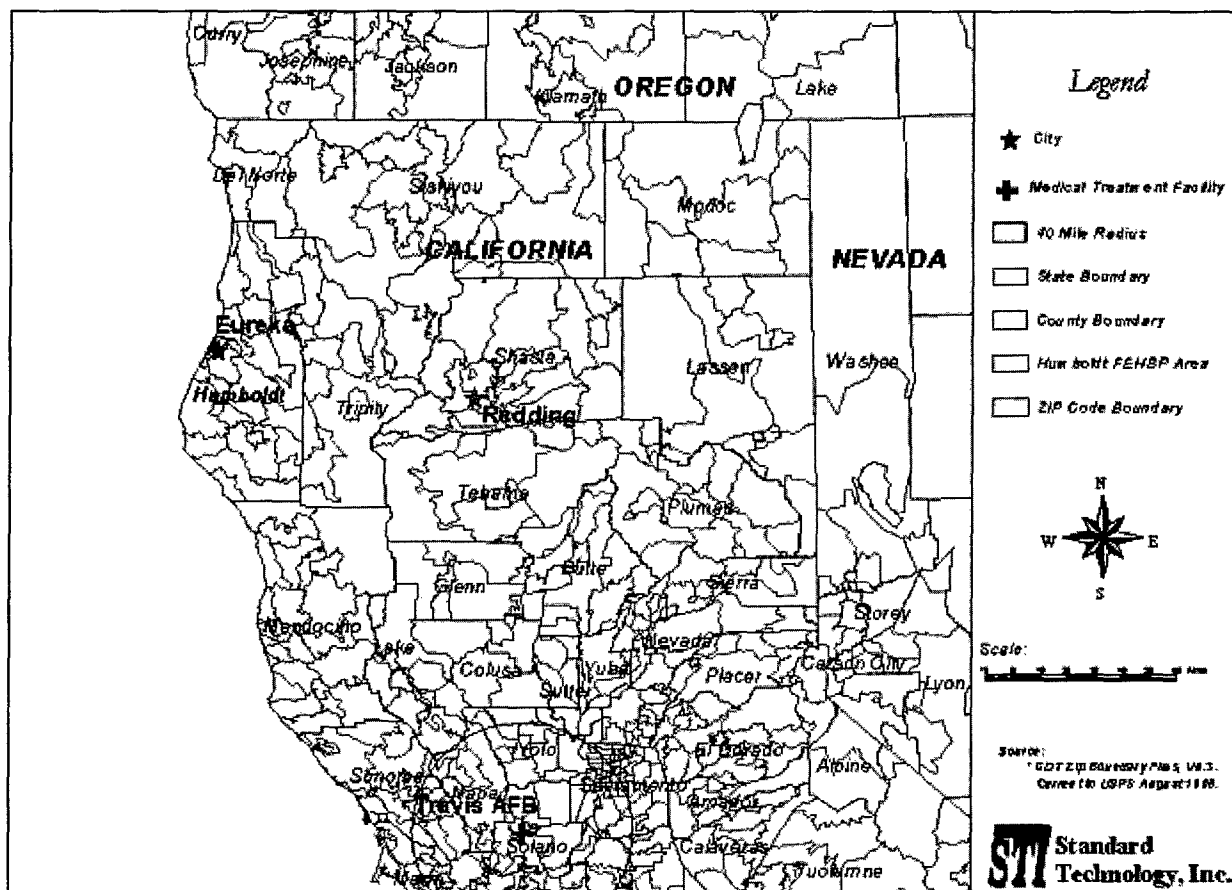 Curry
Josephine
Jackson
Klamath
OREGON
Lake
Del Norte
Siskiyou
Modoc
CALIFORNIA
NEVADA
Eureka
Shasta
Lassen
Washoe
Humboldt
Trinity
Redding
Tehama
Plumas
Glenn
Butte
Sierra
Storey
Mendocino
Lake
Nevada
Colusa
Yuba
Placer
Carson City
Sutter
Lyon
Yolo
El Dorado
Sonoma
Napa
Sacramento
Alpine
Travis AFB
Amador
Solano
Calaveras
Marin
Tuolumne
Legend
City
Medical Treatment Facility
40 Mile Radius
State Boundary
County Boundary
Humboldt FEHBP Area
ZIP Code Boundary
N
W E
S
Scale:
Source:
STI
Standard
Technology, Inc.